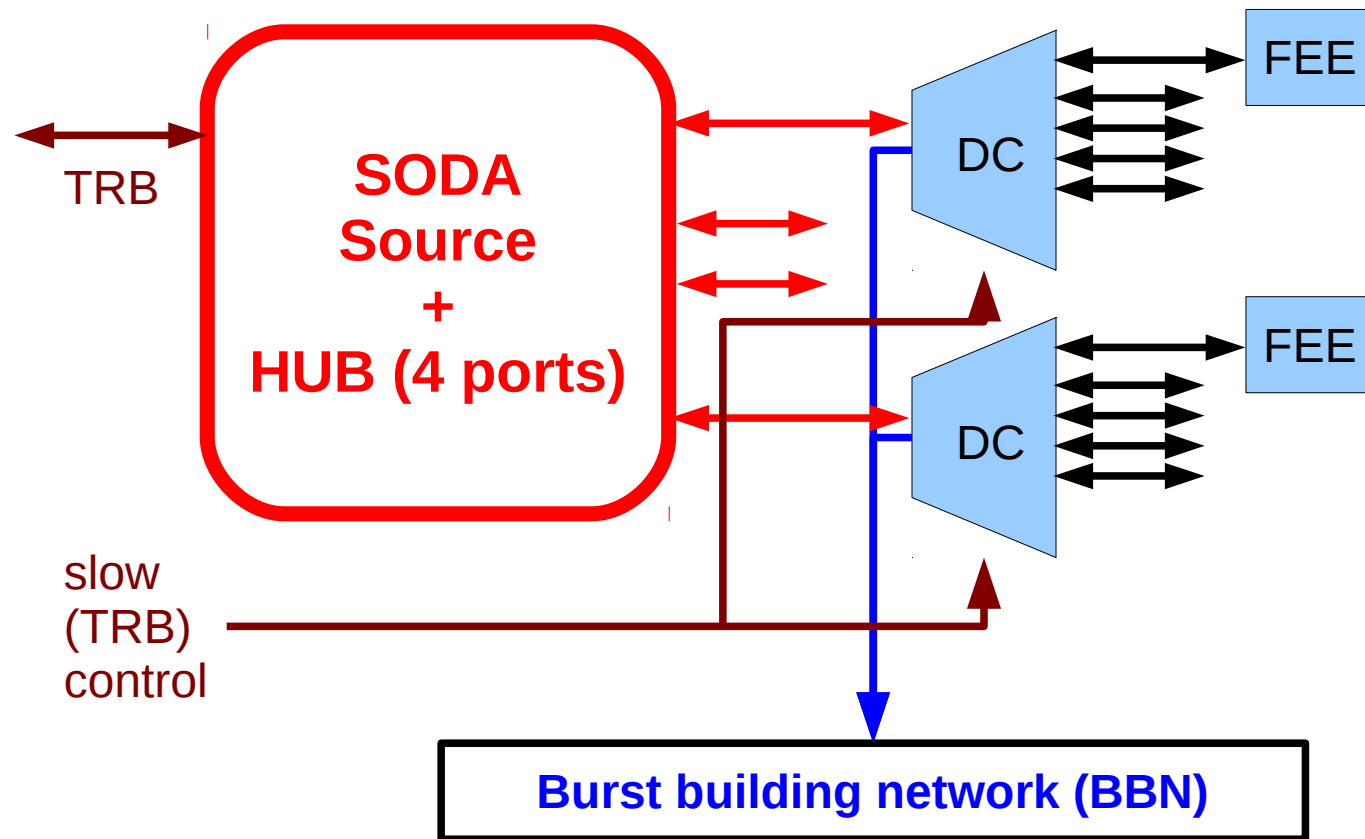 FEE
DC
TRB
SODA
Source
+
HUB (4 ports)
FEE
DC
slow
(TRB)
control
Burst building network (BBN)